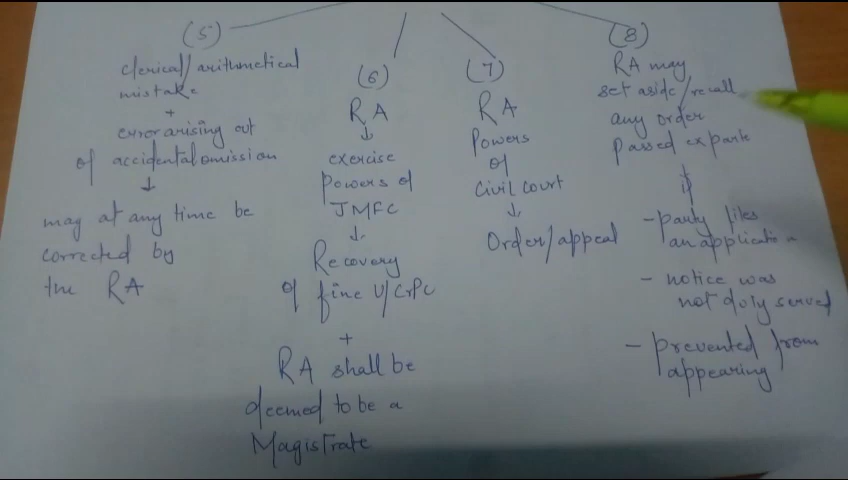 (5)
clerical/arithmetical
mistake
+
error arising out
of accidental omission
↓
may at any time be
corrected by
the RA
(6)
RA
↓
exercise
powers of
JMFC
↓
Recovery
of fine U/CrPC
+
RA shall be
deemed to be a
Magistrate
(7)
RA
Powers
of
Civil Court
↓
Order/appeal
(8)
RA may
set aside/recall
any order
passed exparte
↓
if
- party files
an application
- notice was
not duly served
- prevented from
appearing